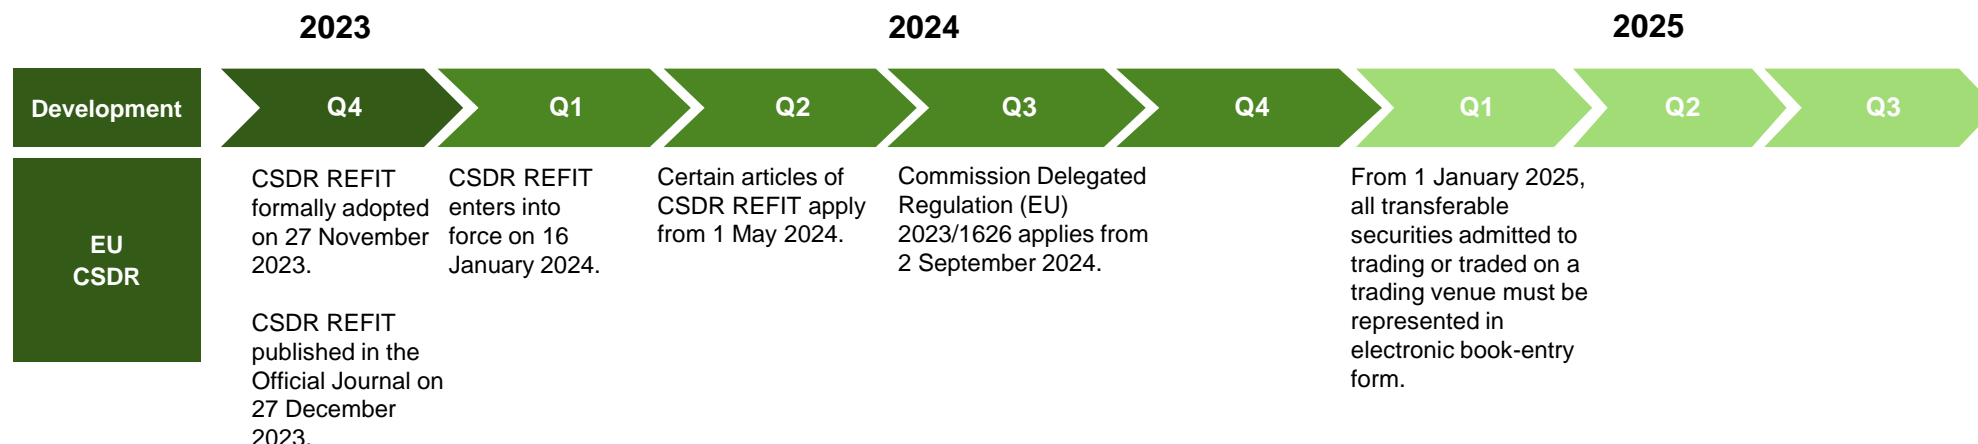 2023
2024
2025
Development
Q4
Q1
Q2
Q3
Q4
Q1
Q2
Q3
EU
CSDR
CSDR REFIT
formally adopted
on 27 November
2023.
CSDR REFIT
published in the
Official Journal on
27 December
2023.
CSDR REFIT
enters into
force on 16
January 2024.
Certain articles of
CSDR REFIT apply
from 1 May 2024.
Commission Delegated
Regulation (EU)
2023/1626 applies from
2 September 2024.
From 1 January 2025,
all transferable
securities admitted to
trading or traded on a
trading venue must be
represented in
electronic book-entry
form.